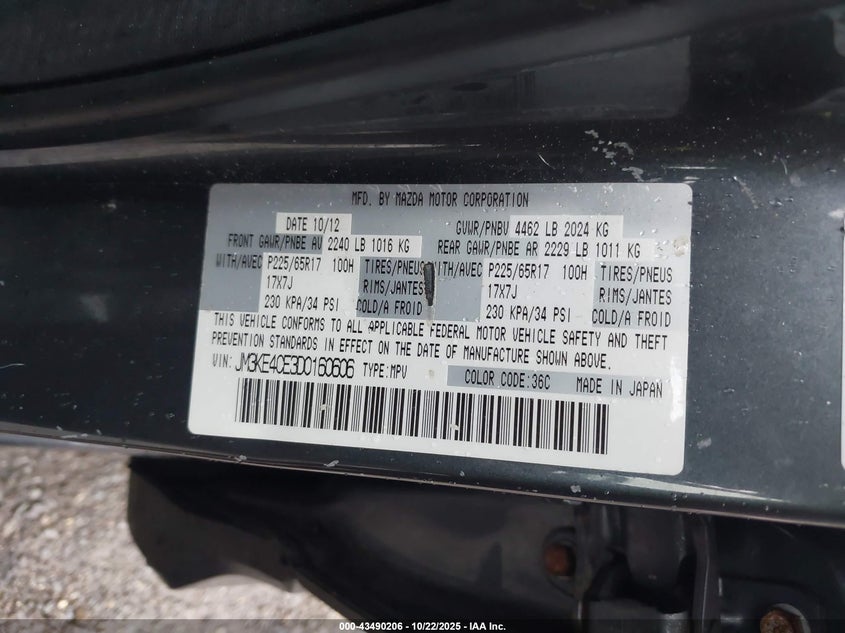 MFD. BY MAZDA MOTOR CORPORATION
DATE 10/12 GVWR/PNBV 4462 LB 2024 KG
FRONT GAWR/PNBE AV 2240 LB 1016 KG REAR GAWR/PNBE AR 2229 LB 1011 KG
WITH/AVEC P225/65R17 100H TIRES/PNEUS WITH/AVEC P225/65R17 100H TIRES/PNEUS
17X7J RIMS/JANTES 17X7J RIMS/JANTES
230 KPA/34 PSI COLD/A FROID 230 KPA/34 PSI COLD/A FROID
THIS VEHICLE CONFORMS TO ALL APPLICABLE FEDERAL MOTOR VEHICLE SAFETY AND THEFT
PREVENTION STANDARDS IN EFFECT ON THE DATE OF MANUFACTURE SHOWN ABOVE.
VIN: JM3KE4CE3D0160606 TYPE: MPV COLOR CODE: 36C MADE IN JAPAN
000-43490206 - 10/22/2025 - IAA Inc.